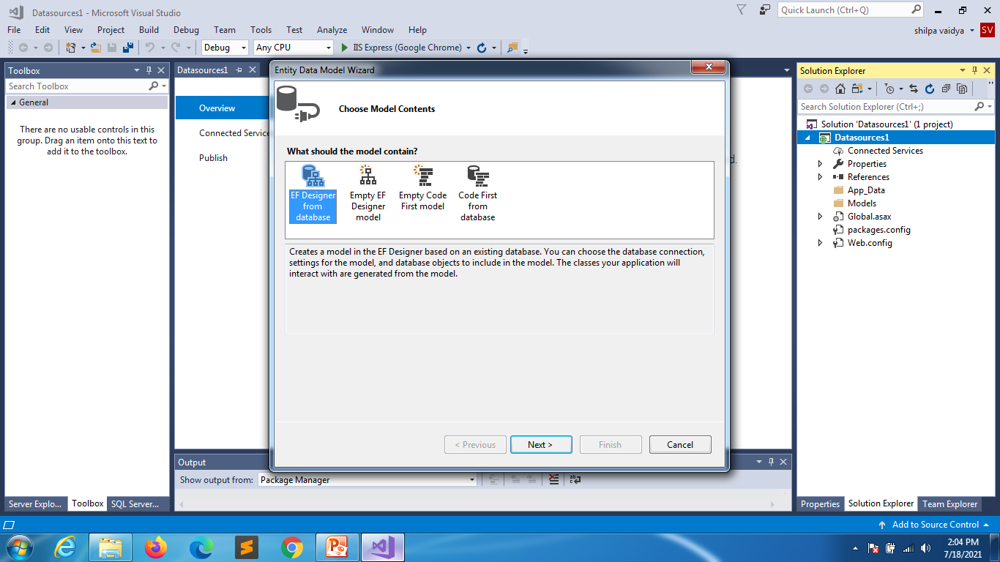 Datasources1 - Microsoft Visual Studio
Quick Launch (Ctrl+Q)
File Edit View Project Build Debug Team Tools Test Analyze Window Help
shilpa vaidya SV
Debug Any CPU IIS Express (Google Chrome)
Toolbox
Search Toolbox
General
There are no usable controls in this
group. Drag an item onto this text to
add it to the toolbox.
Server Explo... Toolbox SQL Server...
Datasources1
Overview
Connected Service
Publish
d.
Entity Data Model Wizard
Choose Model Contents
What should the model contain?
EF Designer
from
database
Empty EF
Designer
model
Empty Code
First model
Code First
from
database
Creates a model in the EF Designer based on an existing database. You can choose the database connection,
settings for the model, and database objects to include in the model. The classes your application will
interact with are generated from the model.
< Previous Next > Finish Cancel
Output
Show output from: Package Manager
Solution Explorer
Search Solution Explorer (Ctrl+;)
Solution 'Datasources1' (1 project)
Datasources1
Connected Services
Properties
References
App_Data
Models
Global.asax
packages.config
Web.config
Properties Solution Explorer Team Explorer
Add to Source Control
2:04 PM
7/18/2021